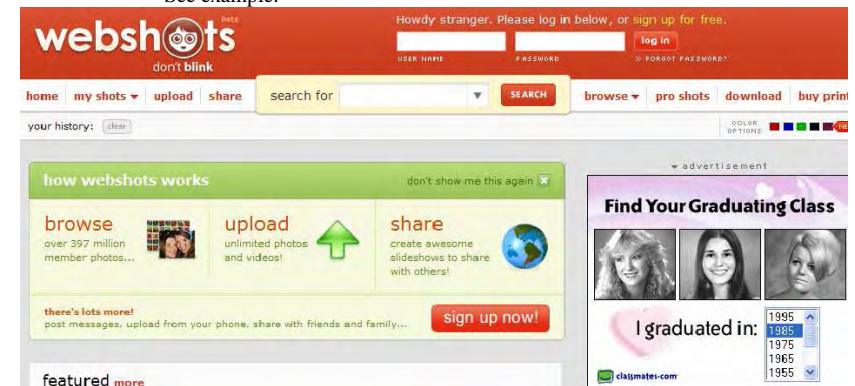 See example:
beta
webshots
don't blink
Howdy stranger. Please log in below, or sign up for free.
log in
USER NAME
PASSWORD
» FORGOT PASSWORD?
home my shots upload share search for SEARCH browse pro shots download buy print
your history: clear
COLOR OPTIONS
NE
how webshots works
don't show me this again
browse
over 397 million
member photos...
upload
unlimited photos
and videos!
share
create awesome
slideshows to share
with others!
there's lots more!
post messages, upload from your phone, share with friends and family...
sign up now!
featured more
advertisement
Find Your Graduating Class
I graduated in:
1995
1985
1975
1965
1955
classmates.com